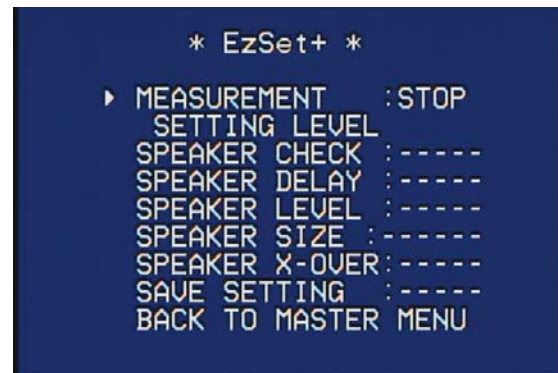 * EzSet+ *
MEASUREMENT :STOP
SETTING LEVEL
SPEAKER CHECK :-----
SPEAKER DELAY :-----
SPEAKER LEVEL :-----
SPEAKER SIZE :------
SPEAKER X-OVER:-----
SAVE SETTING :-----
BACK TO MASTER MENU